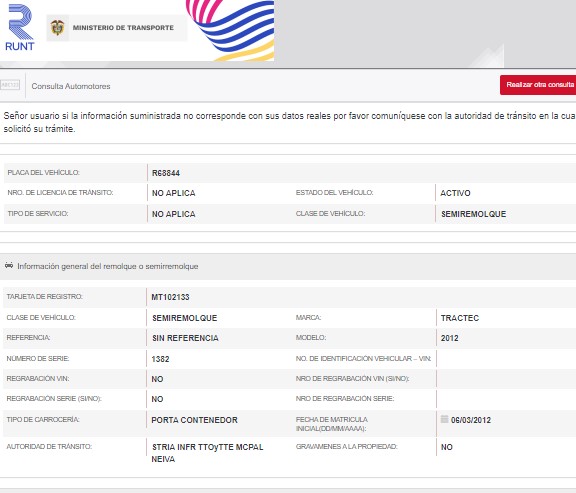 RUNT
MINISTERIO DE TRANSPORTE
Consulta Automotores
Realizar otra consulta
Señor usuario si la información suministrada no corresponde con sus datos reales por favor comuníquese con la autoridad de tránsito en la cua
solicitó su trámite.
PLACA DEL VEHÍCULO: R68844
NRO. DE LICENCIA DE TRÁNSITO: NO APLICA ESTADO DEL VEHÍCULO: ACTIVO
TIPO DE SERVICIO: NO APLICA CLASE DE VEHÍCULO: SEMIREMOLQUE
Información general del remolque o semirremolque
TARJETA DE REGISTRO: MT102133
CLASE DE VEHÍCULO: SEMIREMOLQUE MARCA: TRACTEC
REFERENCIA: SIN REFERENCIA MODELO: 2012
NÚMERO DE SERIE: 1382 NO. DE IDENTIFICACIÓN VEHICULAR – VIN:
REGRABACIÓN VIN: NO NRO DE REGRABACIÓN VIN (SI/NO):
REGRABACIÓN SERIE (SI/NO): NO NRO DE REGRABACIÓN SERIE:
TIPO DE CARROCERÍA: PORTA CONTENEDOR FECHA DE MATRICULA
INICIAL(DD/MM/AAAA): 06/03/2012
AUTORIDAD DE TRÁNSITO: STRIA INFR TTOyTTE MCPAL
NEIVA
GRAVAMENES A LA PROPIEDAD: NO